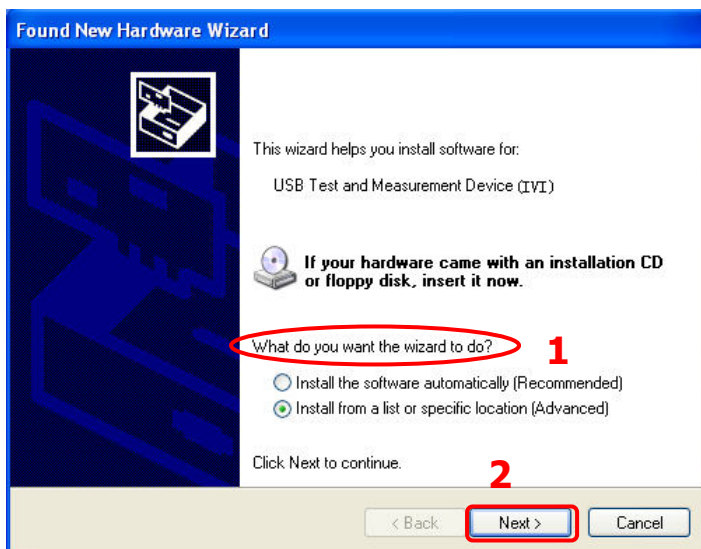 Found New Hardware Wizard
This wizard helps you install software for:
USB Test and Measurement Device (IVI)
If your hardware came with an installation CD
or floppy disk, insert it now.
What do you want the wizard to do?
1
Install the software automatically (Recommended)
Install from a list or specific location (Advanced)
Click Next to continue.
2
< Back
Next >
Cancel